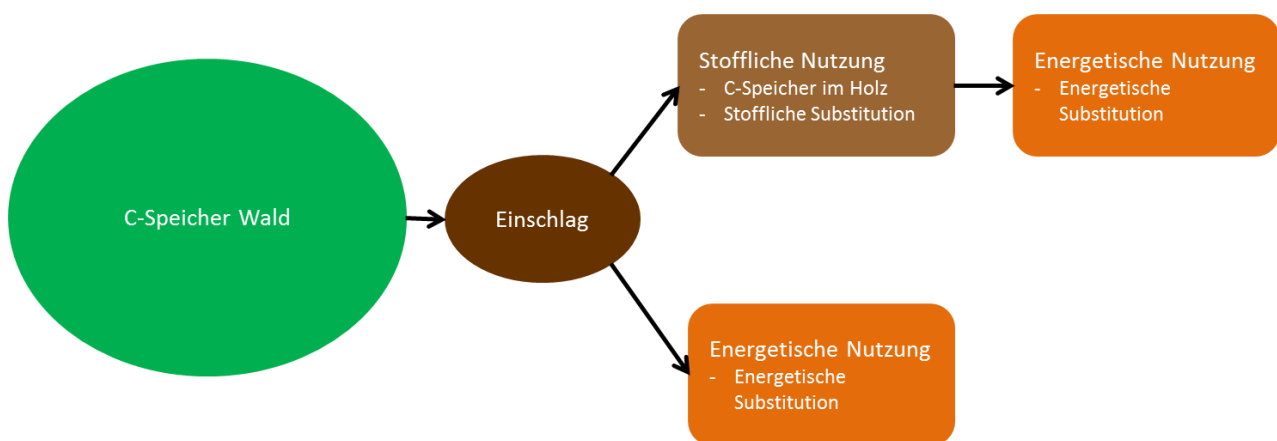 C-Speicher Wald
Einschlag
Stoffliche Nutzung
- C-Speicher im Holz
- Stoffliche Substitution
Energetische Nutzung
- Energetische
Substitution
Energetische Nutzung
- Energetische
Substitution